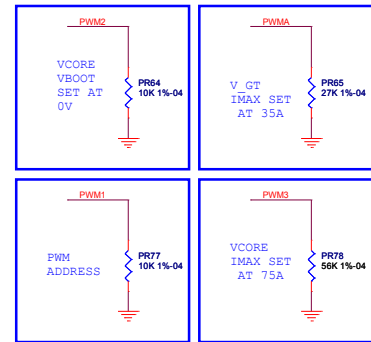 PWM2
VCORE
VBOOT
SET AT
0V
PR64
10K 1%-04
PWMA
V_GT
IMAX SET
AT 35A
PR65
27K 1%-04
PWM1
PWM
ADDRESS
PR77
10K 1%-04
PWM3
VCORE
IMAX SET
AT 75A
PR78
56K 1%-04